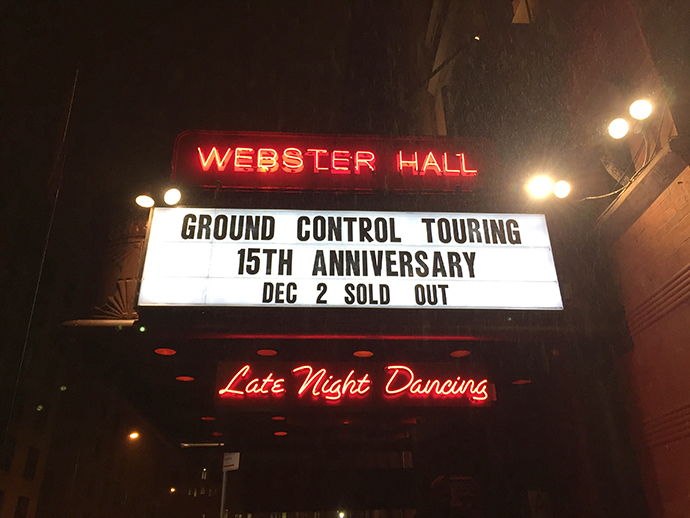 WEBSTER HALL
GROUND CONTROL TOURING
15TH ANNIVERSARY
DEC 2 SOLD OUT
Late Night Dancing